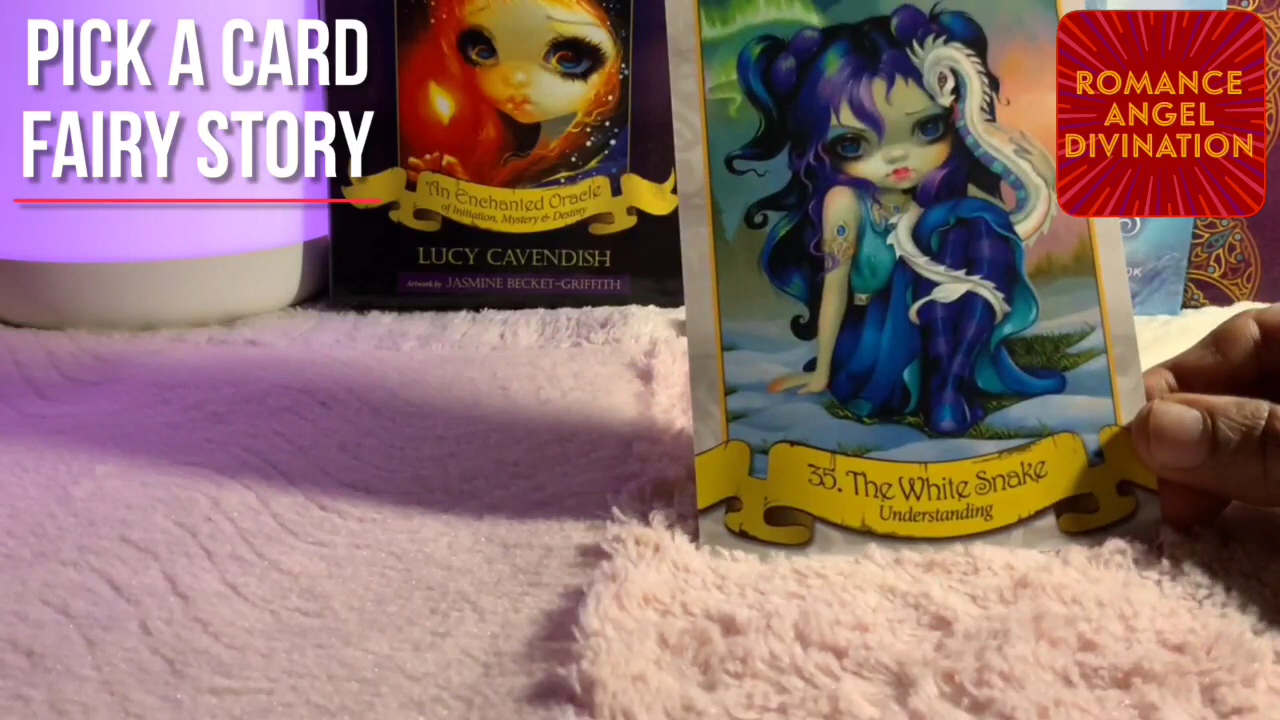 PICK A CARD
FAIRY STORY
An Enchanted Oracle
of Initiation, Mystery & Destiny
LUCY CAVENDISH
Artwork by JASMINE BECKET-GRIFFITH
35. The White Snake
Understanding
ROMANCE
ANGEL
DIVINATION